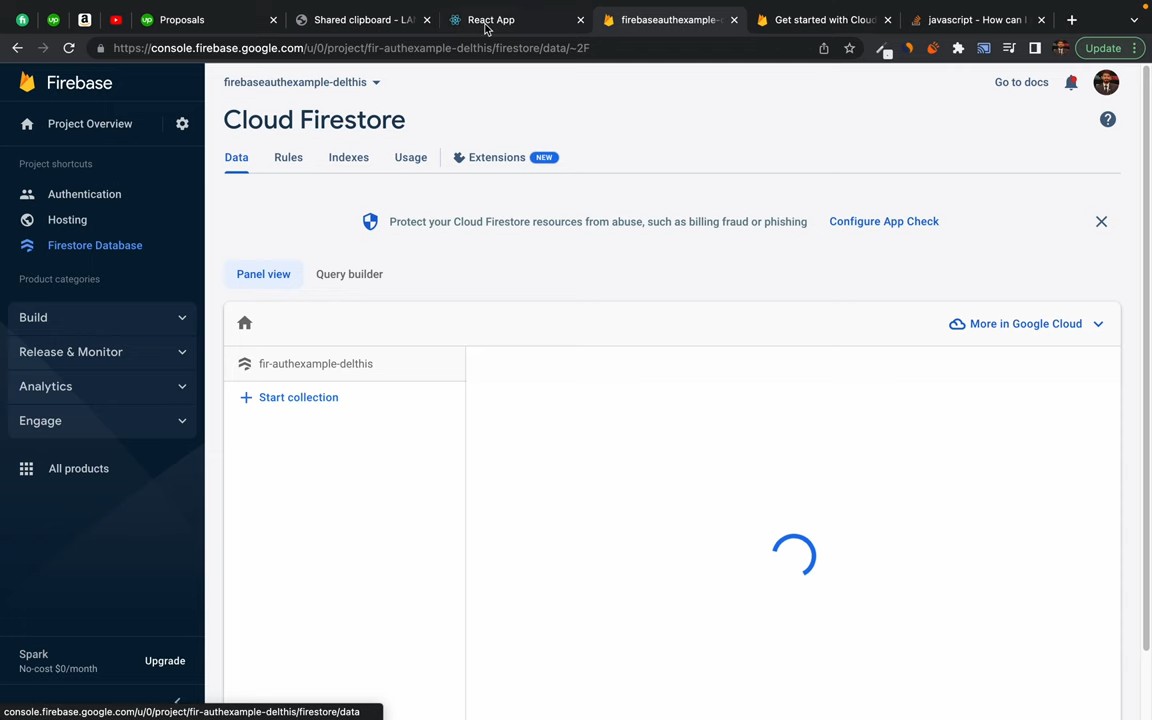 Proposals
Shared clipboard - LA
React App
firebaseauthexample-
Get started with Cloud
javascript - How can I
https://console.firebase.google.com/u/0/project/fir-authexample-delthis/firestore/data/~2F
Update
Firebase
firebaseauthexample-delthis
Go to docs
Project Overview
Cloud Firestore
Project shortcuts
Data
Rules
Indexes
Usage
Extensions
NEW
Authentication
Hosting
Firestore Database
Protect your Cloud Firestore resources from abuse, such as billing fraud or phishing
Configure App Check
Product categories
Panel view
Query builder
Build
More in Google Cloud
Release & Monitor
fir-authexample-delthis
Analytics
Start collection
Engage
All products
Spark
No-cost $0/month
Upgrade
console.firebase.google.com/u/0/project/fir-authexample-delthis/firestore/data